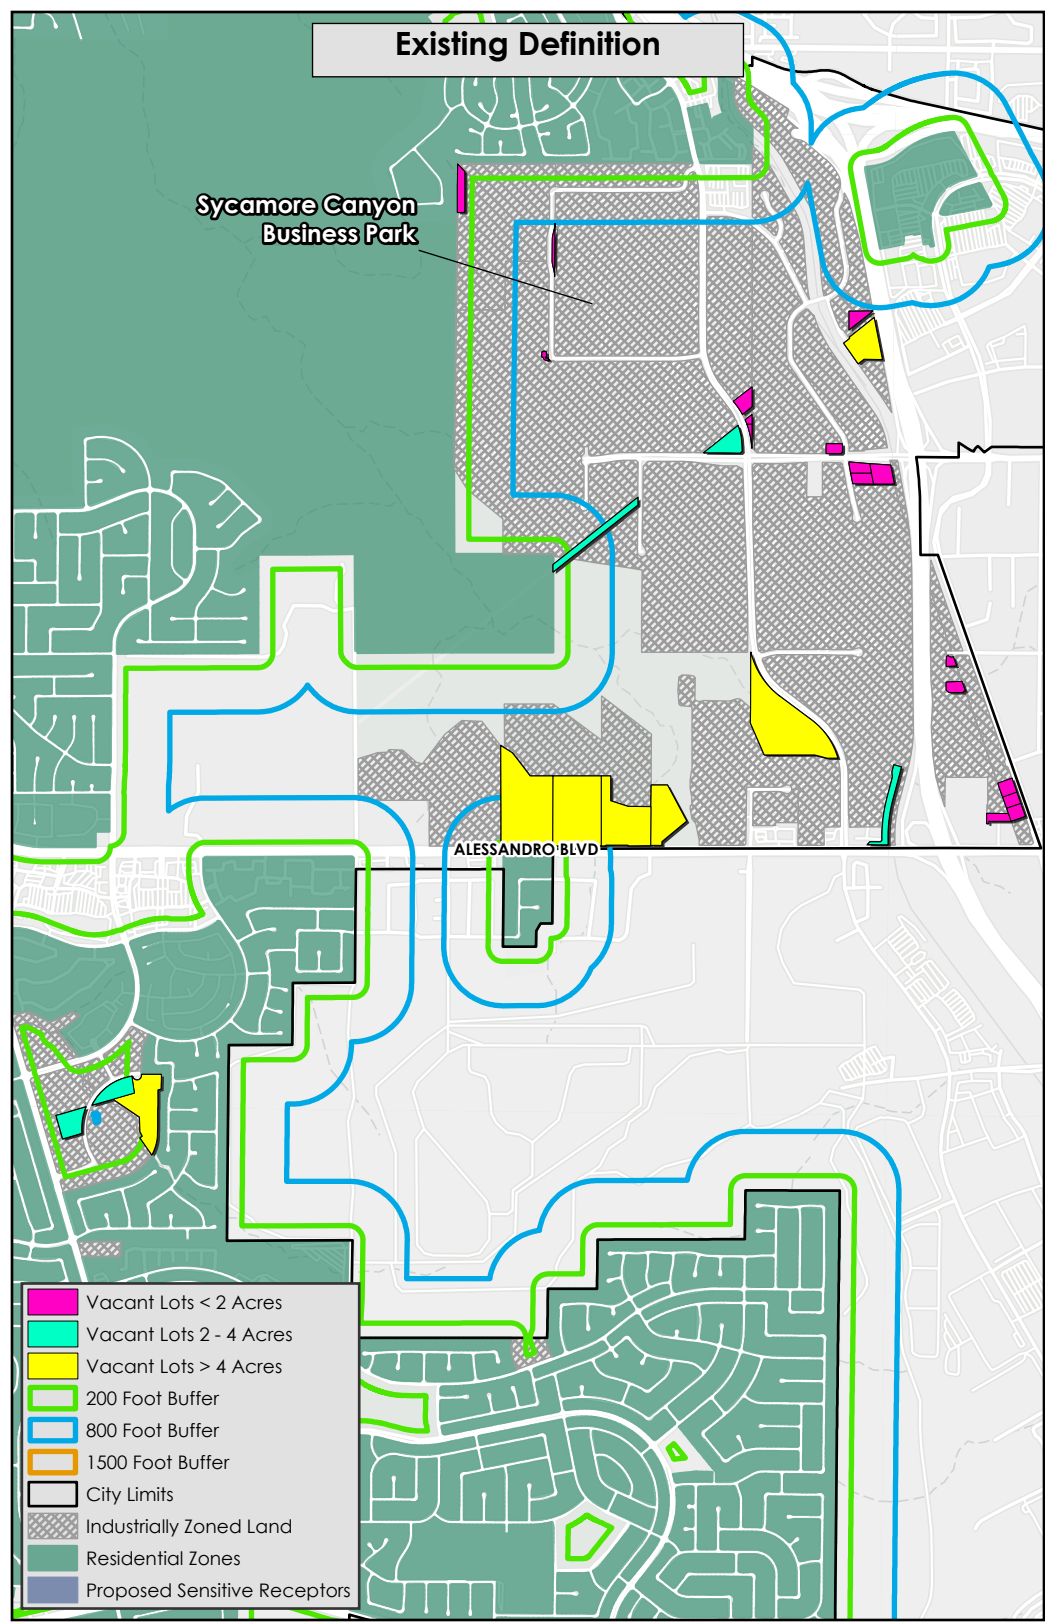 Existing Definition
Sycamore Canyon
Business Park
ALESSANDRO BLVD
Vacant Lots < 2 Acres
Vacant Lots 2 - 4 Acres
Vacant Lots > 4 Acres
200 Foot Buffer
800 Foot Buffer
1500 Foot Buffer
City Limits
Industrially Zoned Land
Residential Zones
Proposed Sensitive Receptors